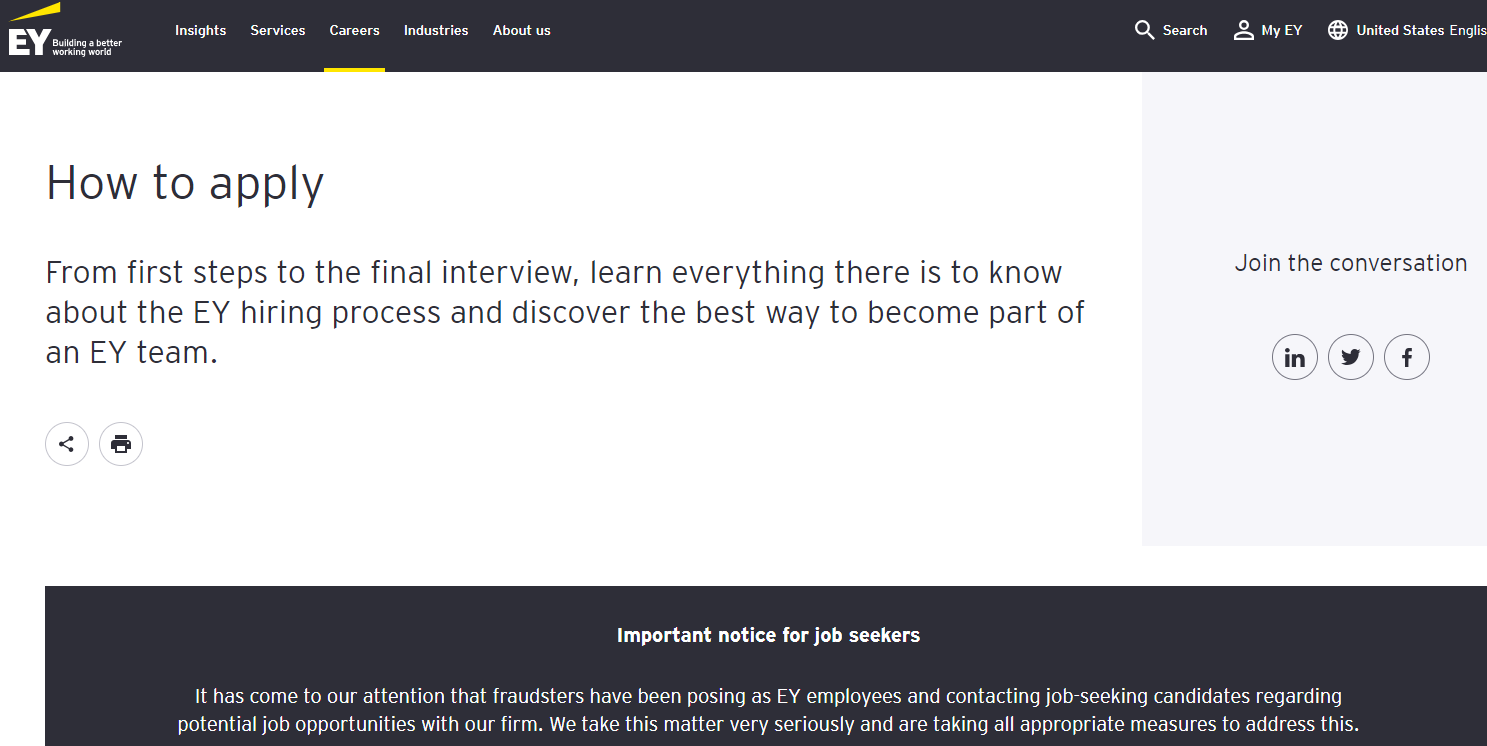 EY Building a better
working world
Insights Services Careers Industries About us
Search My EY United States Englis
How to apply
From first steps to the final interview, learn everything there is to know
about the EY hiring process and discover the best way to become part of
an EY team.
Join the conversation
in f
Important notice for job seekers
It has come to our attention that fraudsters have been posing as EY employees and contacting job-seeking candidates regarding
potential job opportunities with our firm. We take this matter very seriously and are taking all appropriate measures to address this.